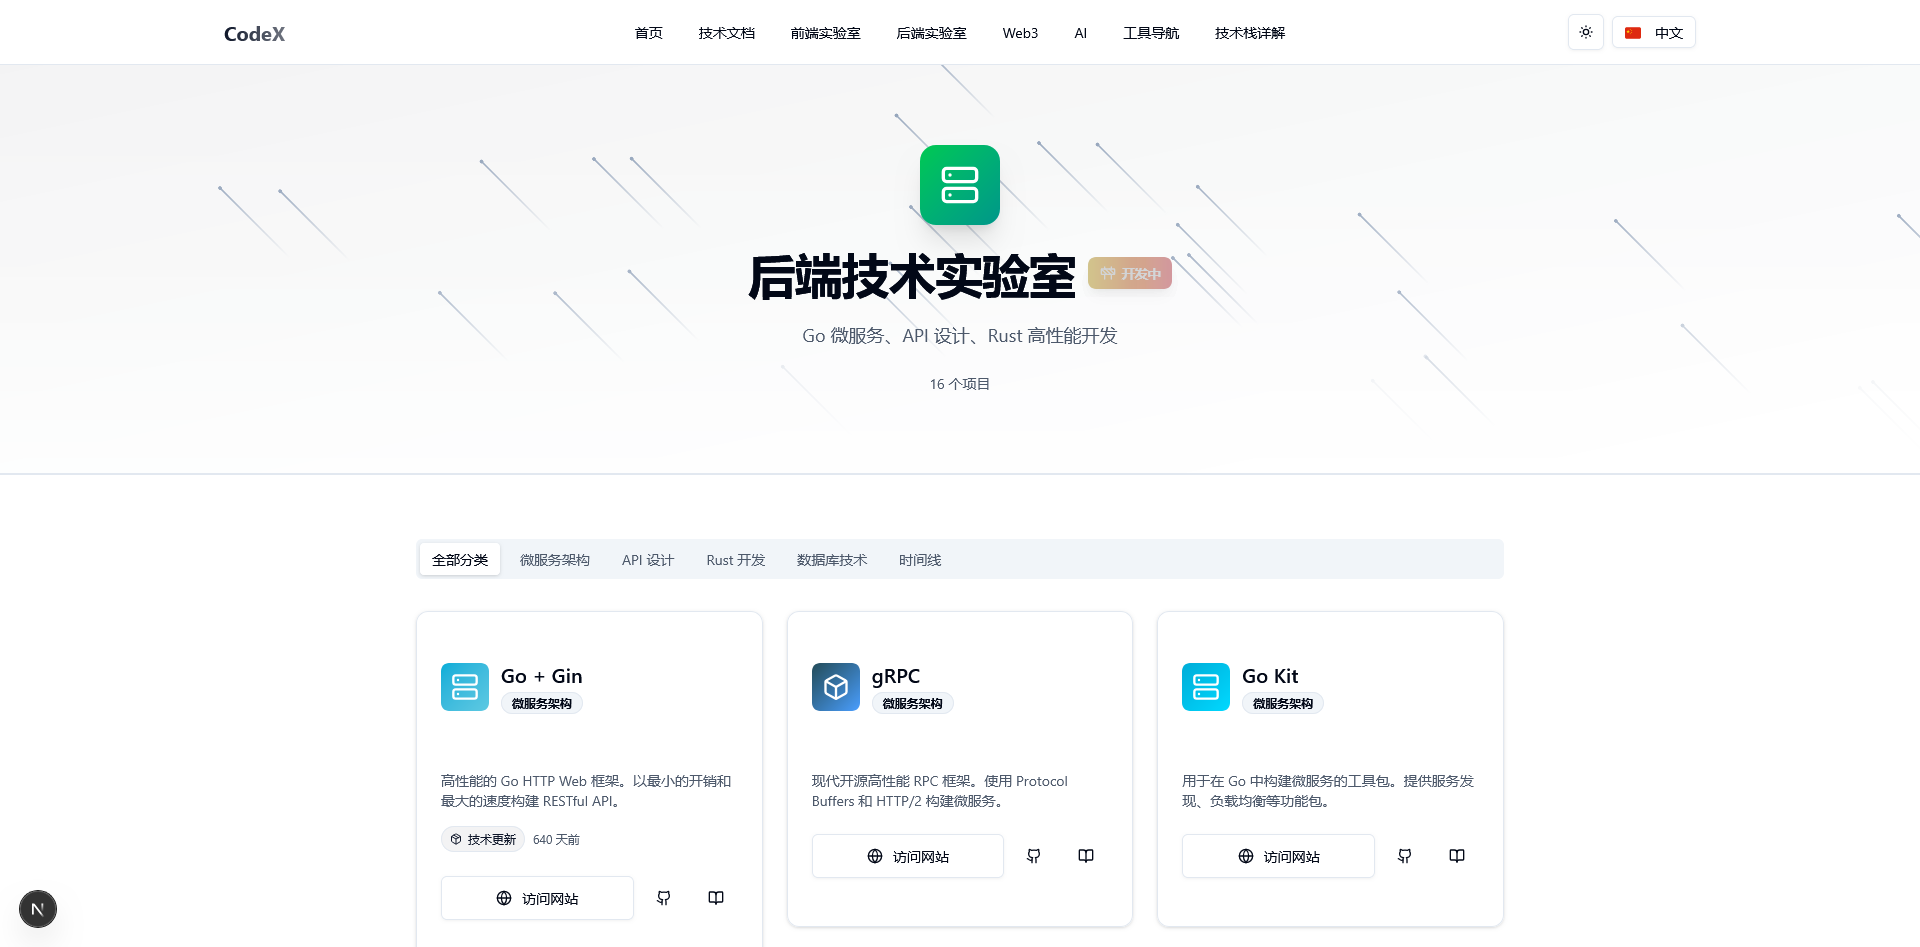 CodeX
首页
技术文档
前端实验室
后端实验室
Web3
AI
工具导航
技术栈详解
中文
后端技术实验室
开发中
Go 微服务、API 设计、Rust 高性能开发
16 个项目
全部分类
微服务架构
API 设计
Rust 开发
数据库技术
时间线
Go + Gin
微服务架构
高性能的 Go HTTP Web 框架。以最小的开销和
最大的速度构建 RESTful API。
技术更新
640 天前
访问网站
gRPC
微服务架构
现代开源高性能 RPC 框架。使用 Protocol
Buffers 和 HTTP/2 构建微服务。
访问网站
Go Kit
微服务架构
用于在 Go 中构建微服务的工具包。提供服务发
现、负载均衡等功能包。
访问网站
N